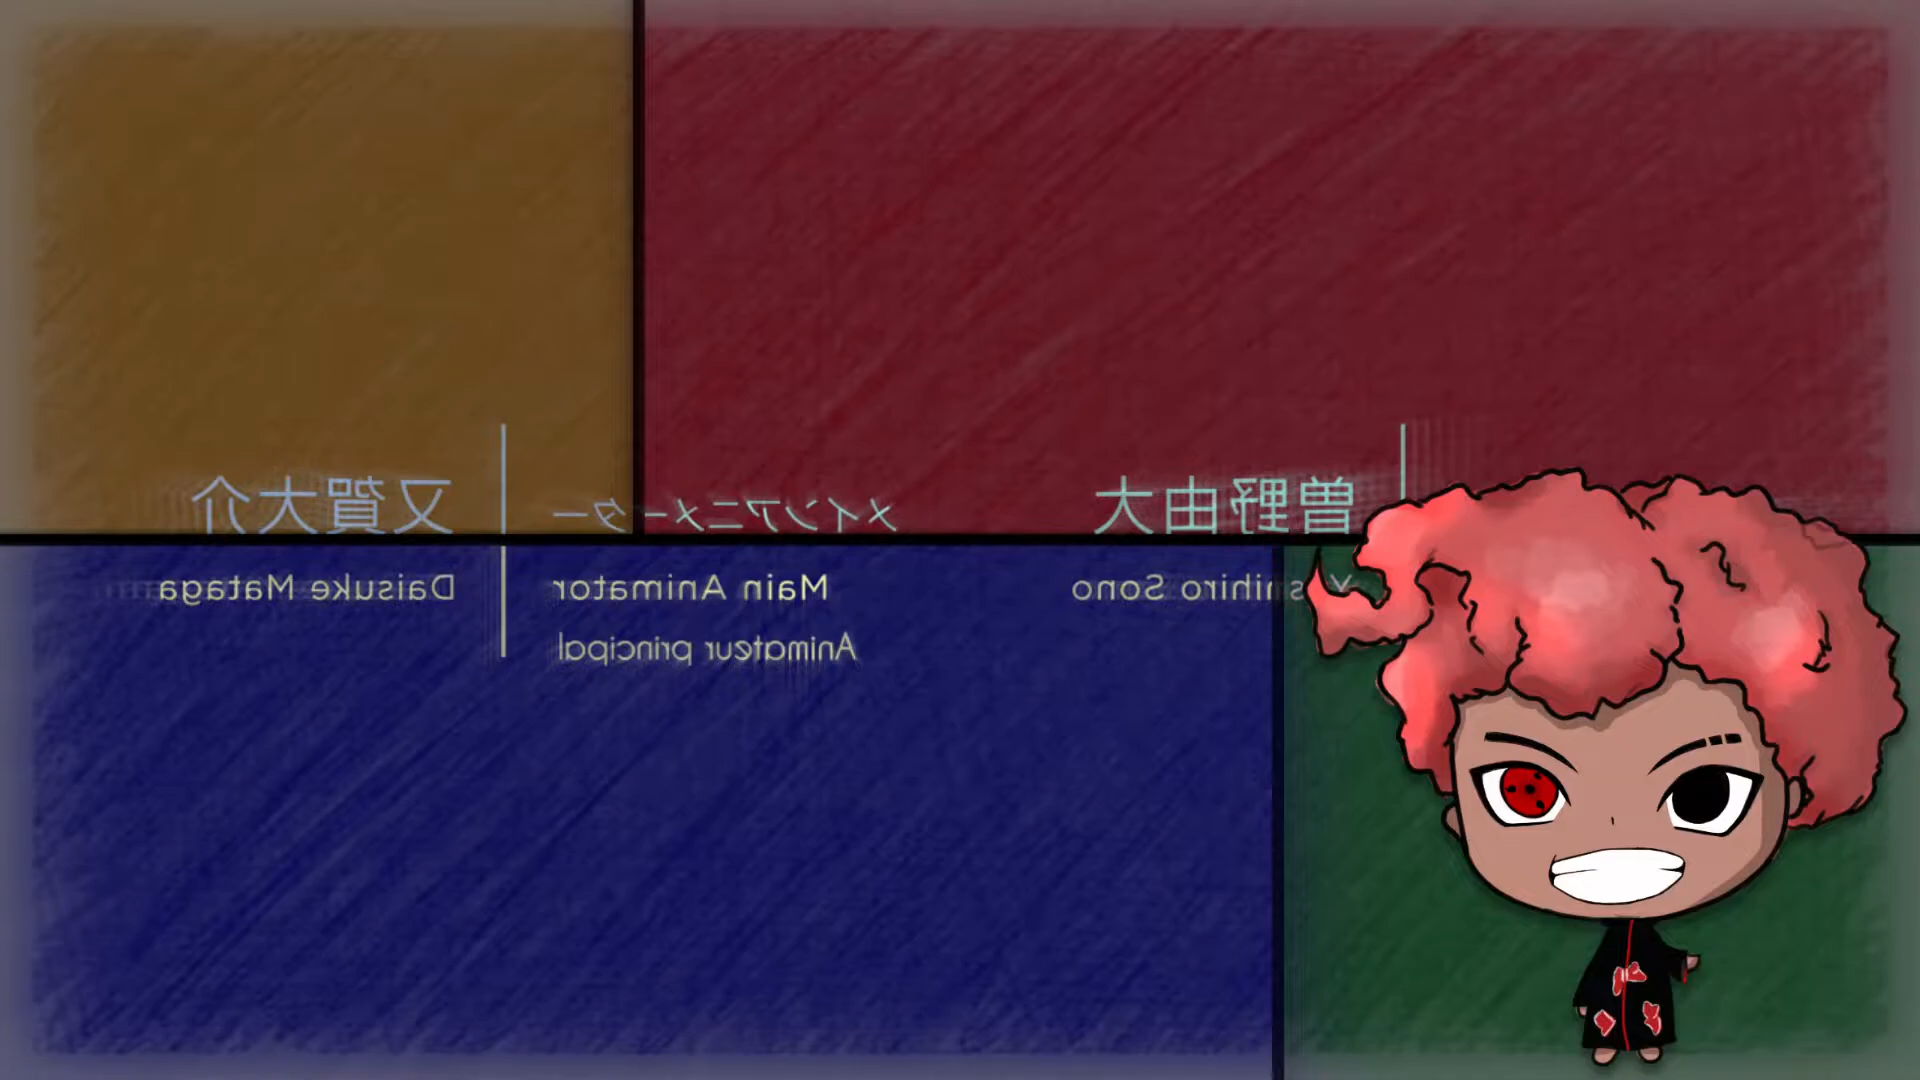 曽野由大
メインアニメーター
又賀大介
shihiro Sono
Main Animator
Daisuke Mataga
Animateur principal